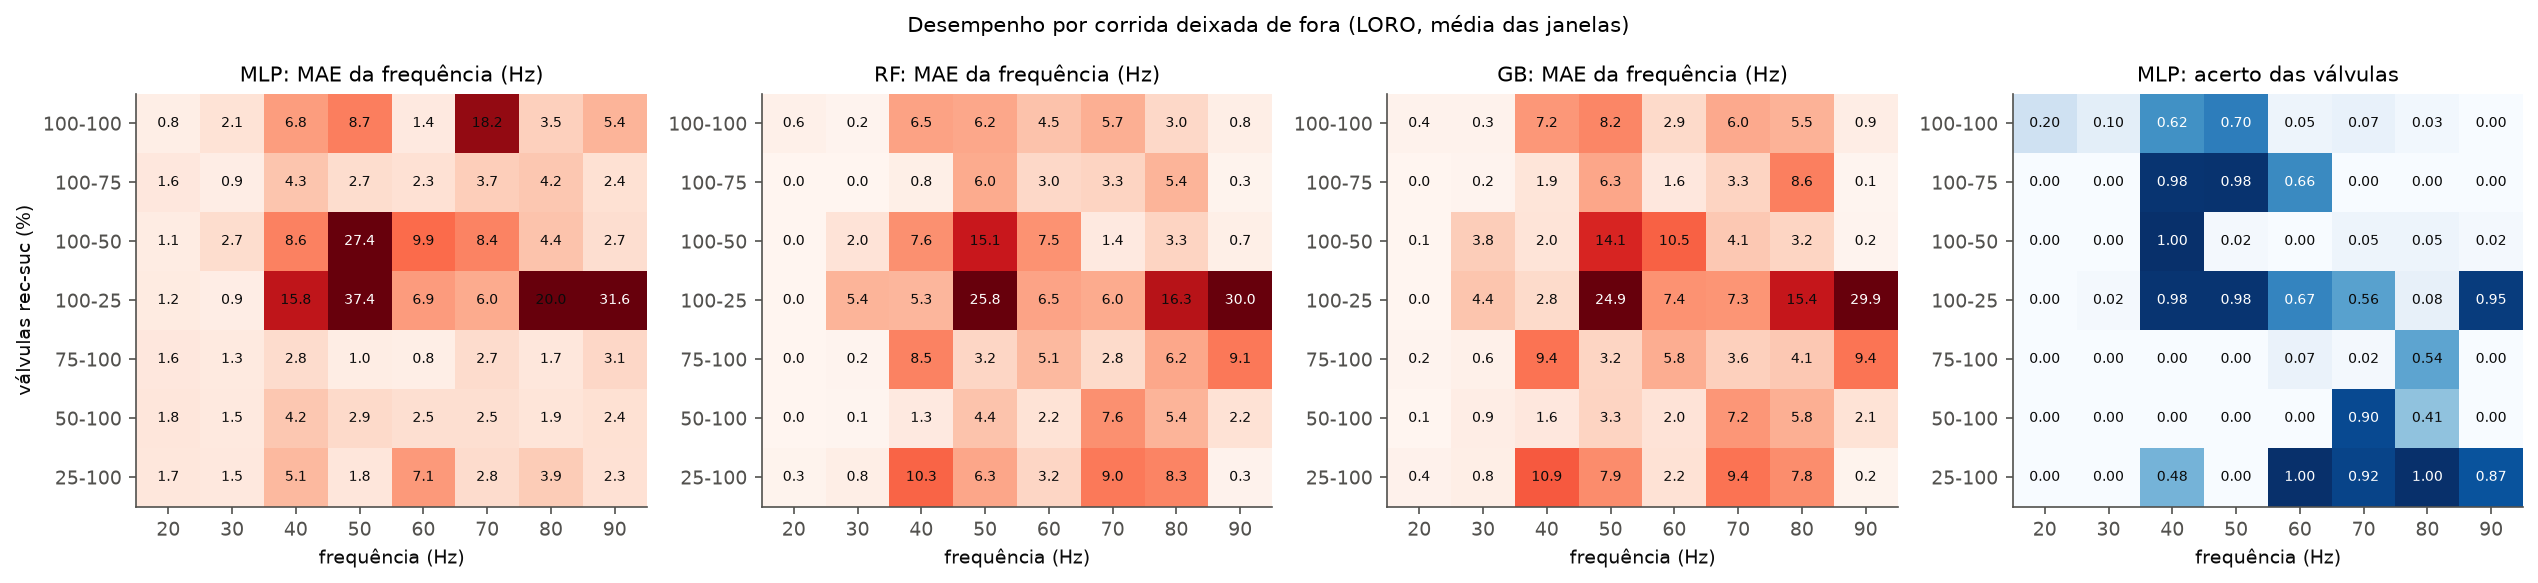 Desempenho por corrida deixada de fora (LORO, média das janelas)
MLP: MAE da frequência (Hz)
válvulas rec-suc (%)
100-100 0.8 2.1 6.8 8.7 1.4 18.2 3.5 5.4
100-75 1.6 0.9 4.3 2.7 2.3 3.7 4.2 2.4
100-50 1.1 2.7 8.6 27.4 9.9 8.4 4.4 2.7
100-25 1.2 0.9 15.8 37.4 6.9 6.0 20.0 31.6
75-100 1.6 1.3 2.8 1.0 0.8 2.7 1.7 3.1
50-100 1.8 1.5 4.2 2.9 2.5 2.5 1.9 2.4
25-100 1.7 1.5 5.1 1.8 7.1 2.8 3.9 2.3
20 30 40 50 60 70 80 90
frequência (Hz)
RF: MAE da frequência (Hz)
100-100 0.6 0.2 6.5 6.2 4.5 5.7 3.0 0.8
100-75 0.0 0.0 0.8 6.0 3.0 3.3 5.4 0.3
100-50 0.0 2.0 7.6 15.1 7.5 1.4 3.3 0.7
100-25 0.0 5.4 5.3 25.8 6.5 6.0 16.3 30.0
75-100 0.0 0.2 8.5 3.2 5.1 2.8 6.2 9.1
50-100 0.0 0.1 1.3 4.4 2.2 7.6 5.4 2.2
25-100 0.3 0.8 10.3 6.3 3.2 9.0 8.3 0.3
20 30 40 50 60 70 80 90
frequência (Hz)
GB: MAE da frequência (Hz)
100-100 0.4 0.3 7.2 8.2 2.9 6.0 5.5 0.9
100-75 0.0 0.2 1.9 6.3 1.6 3.3 8.6 0.1
100-50 0.1 3.8 2.0 14.1 10.5 4.1 3.2 0.2
100-25 0.0 4.4 2.8 24.9 7.4 7.3 15.4 29.9
75-100 0.2 0.6 9.4 3.2 5.8 3.6 4.1 9.4
50-100 0.1 0.9 1.6 3.3 2.0 7.2 5.8 2.1
25-100 0.4 0.8 10.9 7.9 2.2 9.4 7.8 0.2
20 30 40 50 60 70 80 90
frequência (Hz)
MLP: acerto das válvulas
100-100 0.20 0.10 0.62 0.70 0.05 0.07 0.03 0.00
100-75 0.00 0.00 0.98 0.98 0.66 0.00 0.00 0.00
100-50 0.00 0.00 1.00 0.02 0.00 0.05 0.05 0.02
100-25 0.00 0.02 0.98 0.98 0.67 0.56 0.08 0.95
75-100 0.00 0.00 0.00 0.00 0.07 0.02 0.54 0.00
50-100 0.00 0.00 0.00 0.00 0.00 0.90 0.41 0.00
25-100 0.00 0.00 0.48 0.00 1.00 0.92 1.00 0.87
20 30 40 50 60 70 80 90
frequência (Hz)